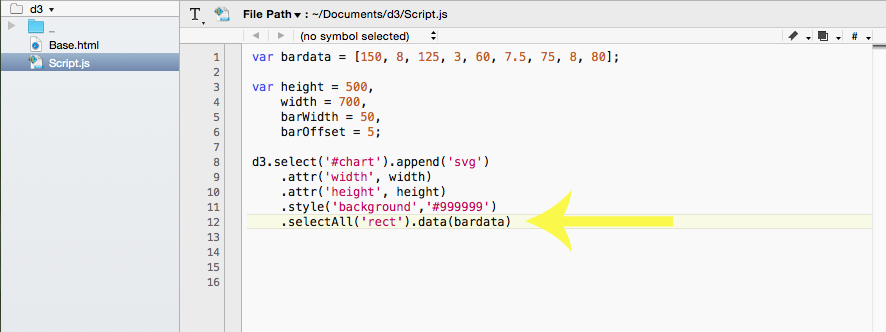 d3
File Path : ~/Documents/d3/Script.js
_
Base.html
Script.js
(no symbol selected)
#
1 var bardata = [150, 8, 125, 3, 60, 7.5, 75, 8, 80];
2
3 var height = 500,
4     width = 700,
5     barWidth = 50,
6     barOffset = 5;
7
8 d3.select('#chart').append('svg')
9     .attr('width', width)
10     .attr('height', height)
11     .style('background','#999999')
12     .selectAll('rect').data(bardata)
13
14
15
16